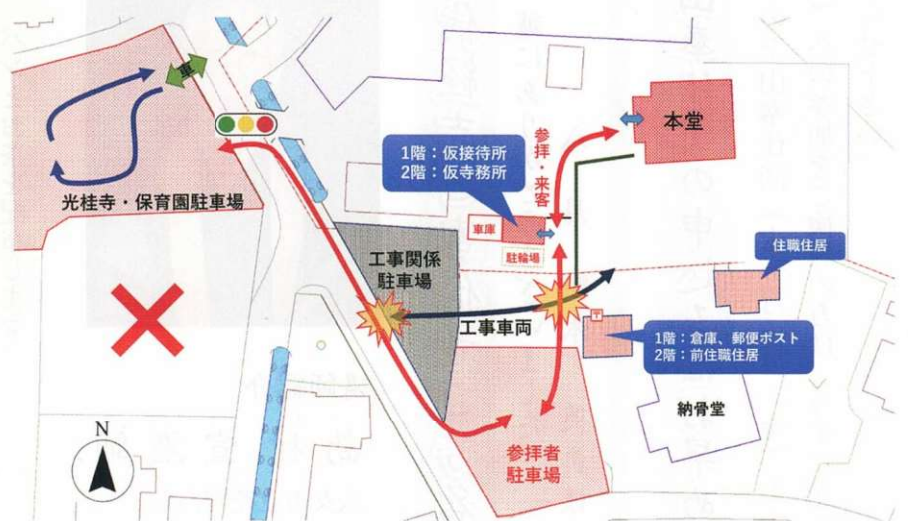 車
光桂寺・保育園駐車場
1階：仮接待所
2階：仮寺務所
参拝・来客
本堂
車庫
駐輪場
住職住居
工事関係
駐車場
工事車両
〒
1階：倉庫、郵便ポスト
2階：前住職住居
納骨堂
参拝者
駐車場
N